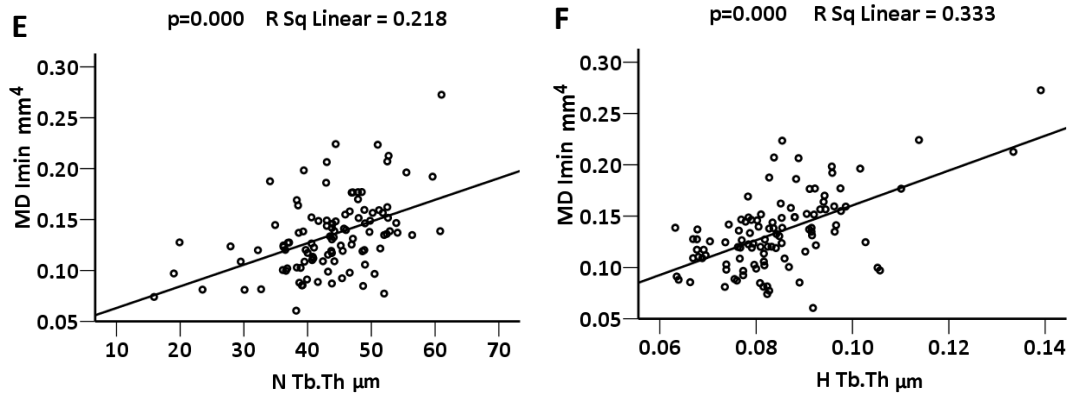 E
p=0.000 R Sq Linear = 0.218
MD Imin mm⁴
0.30
0.25
0.20
0.15
0.10
0.05
10 20 30 40 50 60 70
N Tb.Th µm
F
p=0.000 R Sq Linear = 0.333
MD Imin mm⁴
0.30
0.25
0.20
0.15
0.10
0.05
0.06 0.08 0.10 0.12 0.14
H Tb.Th µm